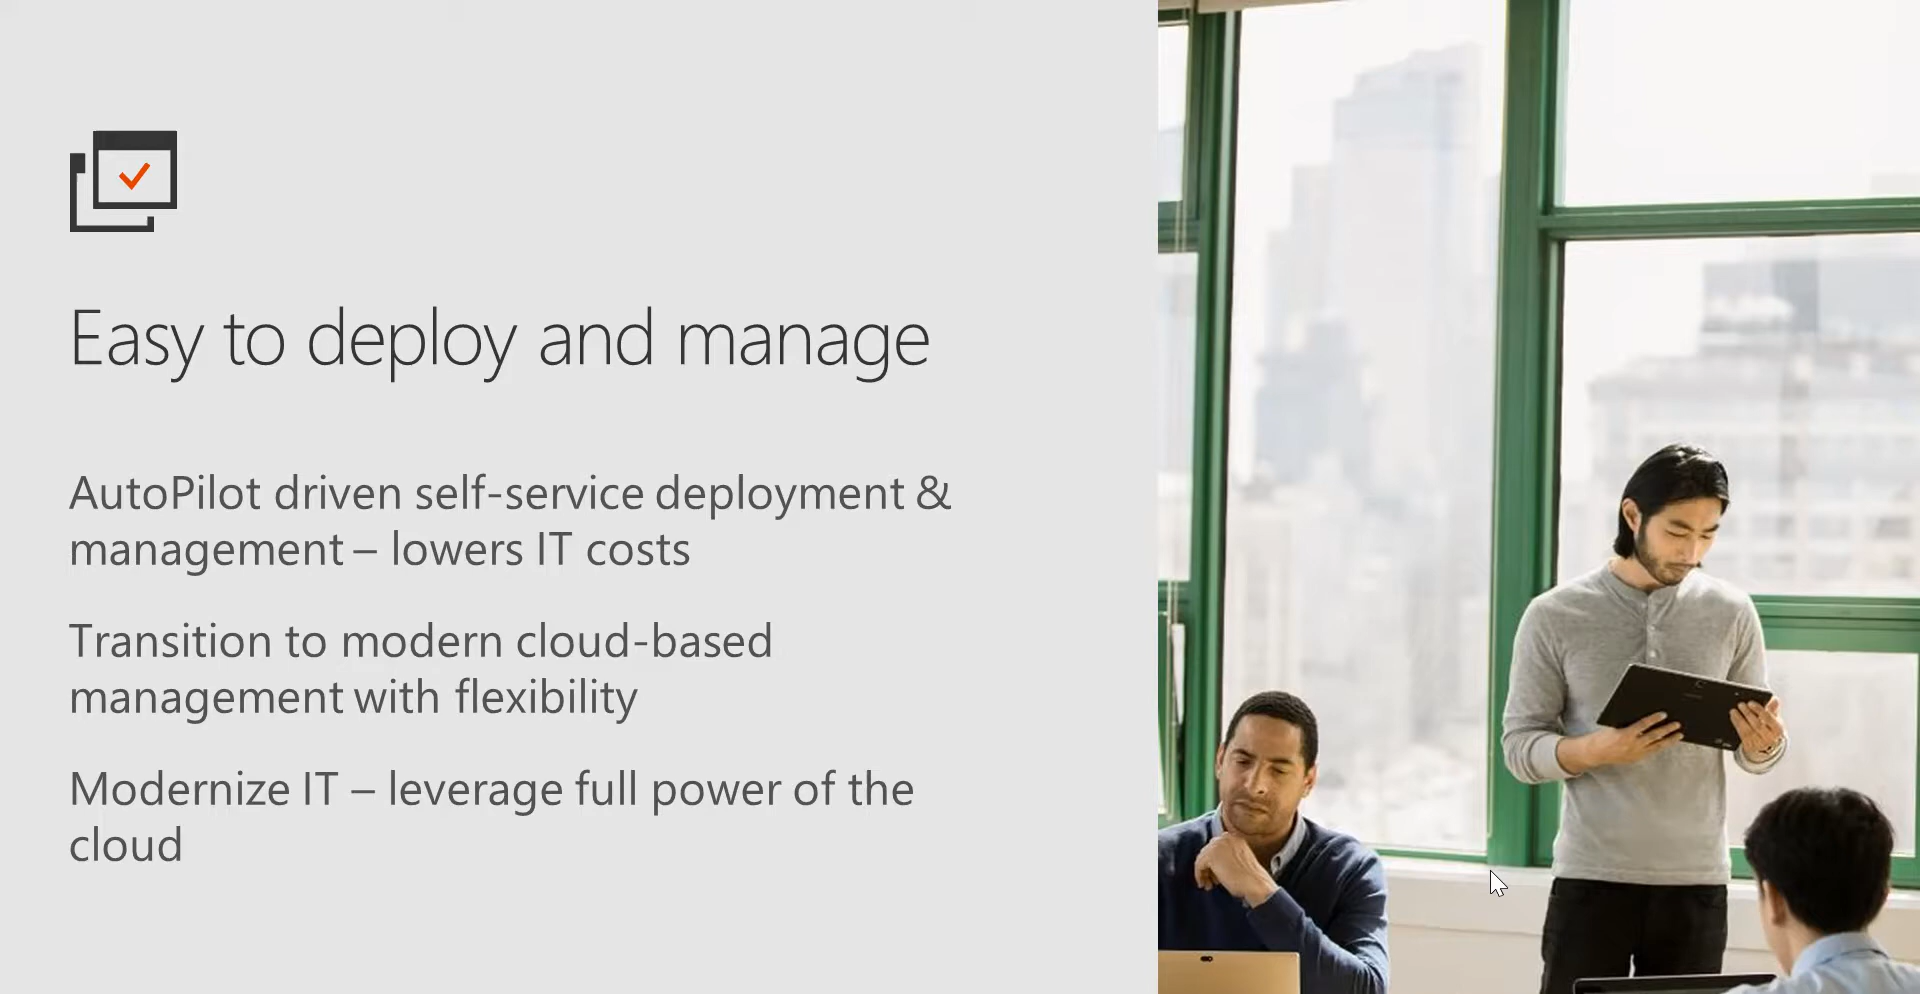 Easy to deploy and manage
AutoPilot driven self-service deployment &
management – lowers IT costs
Transition to modern cloud-based
management with flexibility
Modernize IT – leverage full power of the
cloud